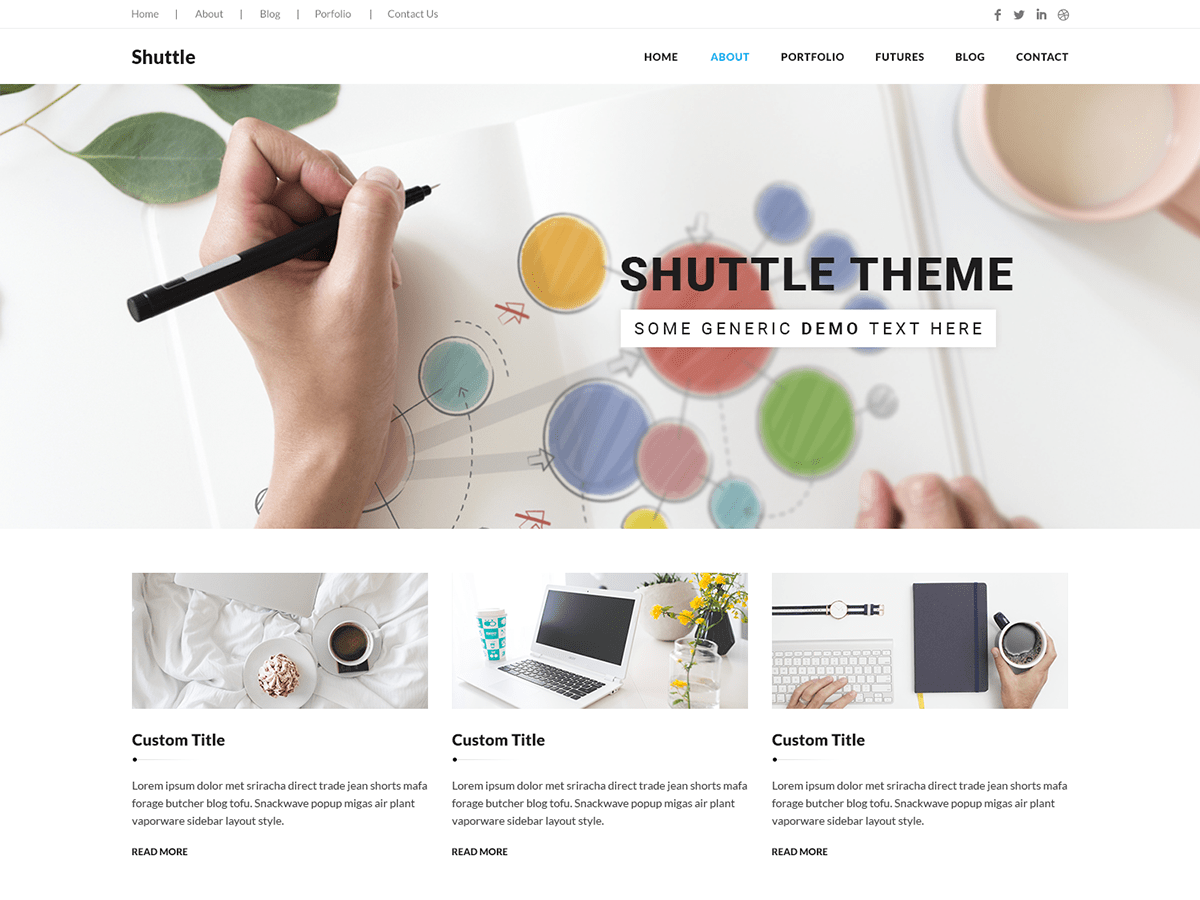 Home | About | Blog | Porfolio | Contact Us
Shuttle
HOME ABOUT PORTFOLIO FUTURES BLOG CONTACT
SHUTTLE THEME
SOME GENERIC DEMO TEXT HERE
Custom Title
Lorem ipsum dolor met sriracha direct trade jean shorts mafa
forage butcher blog tofu. Snackwave popup migas air plant
vaporware sidebar layout style.
READ MORE
Custom Title
Lorem ipsum dolor met sriracha direct trade jean shorts mafa
forage butcher blog tofu. Snackwave popup migas air plant
vaporware sidebar layout style.
READ MORE
Custom Title
Lorem ipsum dolor met sriracha direct trade jean shorts mafa
forage butcher blog tofu. Snackwave popup migas air plant
vaporware sidebar layout style.
READ MORE